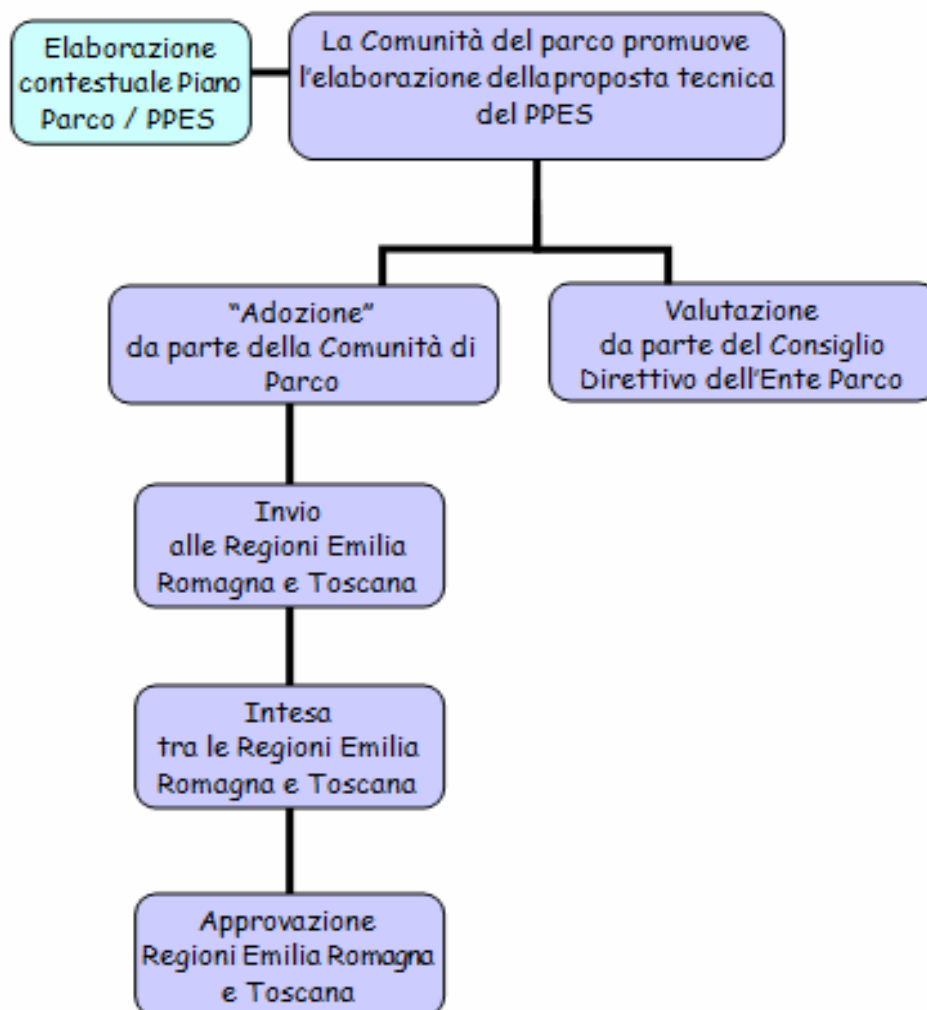 Elaborazione
contestuale Piano
Parco / PPES
La Comunità del parco promuove
l'elaborazione della proposta tecnica
del PPES
"Adozione"
da parte della Comunità di
Parco
Valutazione
da parte del Consiglio
Direttivo dell'Ente Parco
Invio
alle Regioni Emilia
Romagna e Toscana
Intesa
tra le Regioni Emilia
Romagna e Toscana
Approvazione
Regioni Emilia Romagna
e Toscana